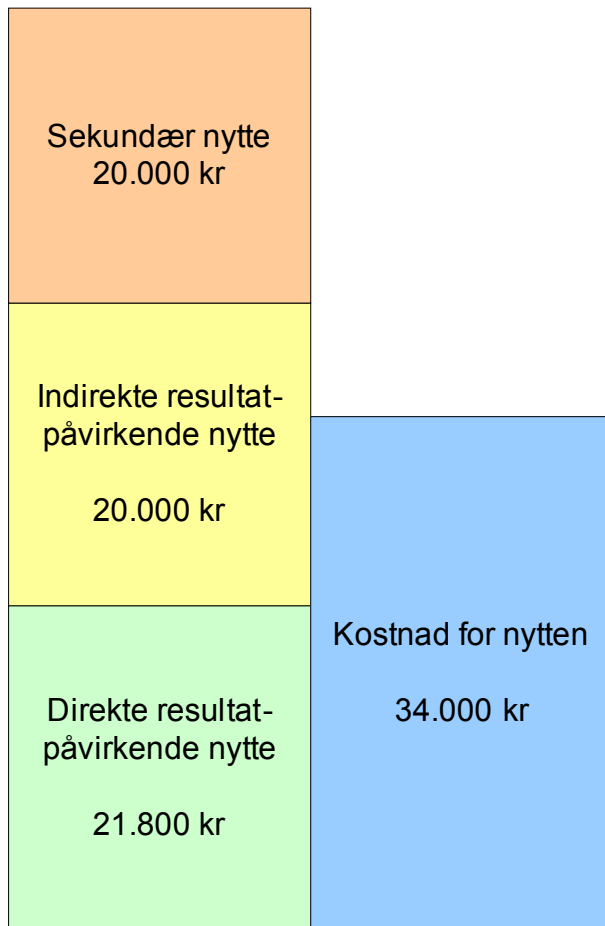 Sekundær nytte
20.000 kr
Indirekte resultat-
påvirkende nytte
20.000 kr
Direkte resultat-
påvirkende nytte
21.800 kr
Kostnad for nytten
34.000 kr